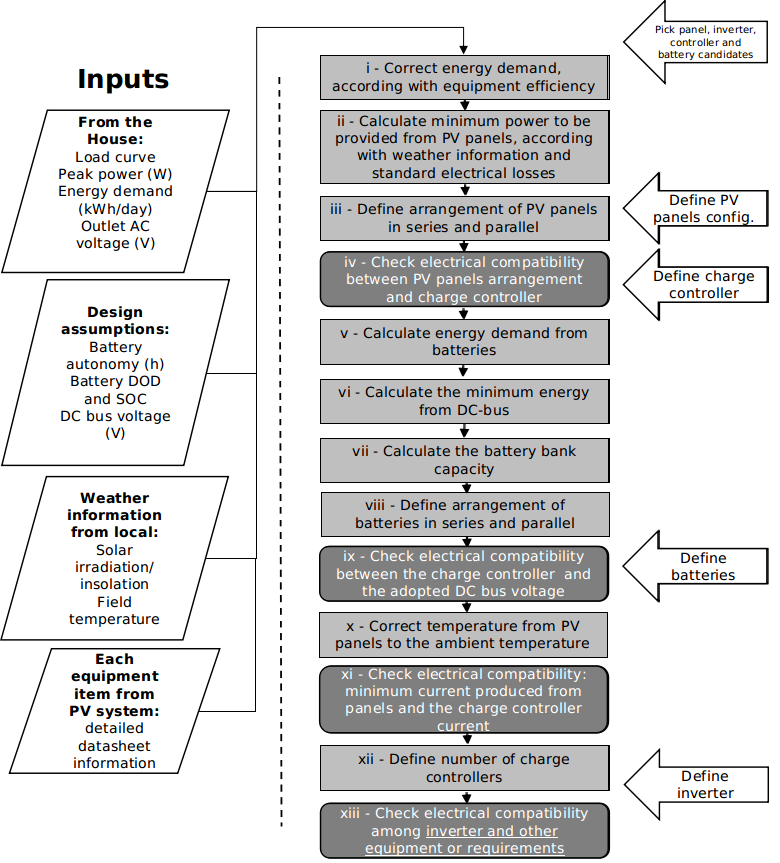 Inputs
From the
House:
Load curve
Peak power (W)
Energy demand
(kWh/day)
Outlet AC
voltage (V)
Design
assumptions:
Battery
autonomy (h)
Battery DOD
and SOC
DC bus voltage
(V)
Weather
information
from local:
Solar
irradiation/
insolation
Field
temperature
Each
equipment
item from
PV system:
detailed
datasheet
information
i - Correct energy demand,
according with equipment efficiency
ii - Calculate minimum power to be
provided from PV panels, according
with weather information and
standard electrical losses
iii - Define arrangement of PV panels
in series and parallel
iv - Check electrical compatibility
between PV panels arrangement
and charge controller
v - Calculate energy demand from
batteries
vi - Calculate the minimum energy
from DC-bus
vii - Calculate the battery bank
capacity
viii - Define arrangement of
batteries in series and parallel
ix - Check electrical compatibility
between the charge controller and
the adopted DC bus voltage
x - Correct temperature from PV
panels to the ambient temperature
xi - Check electrical compatibility:
minimum current produced from
panels and the charge controller
current
xii - Define number of charge
controllers
xiii - Check electrical compatibility
among inverter and other
equipment or requirements
Pick panel, inverter,
controller and
battery candidates
Define PV
panels config.
Define charge
controller
Define
batteries
Define
inverter